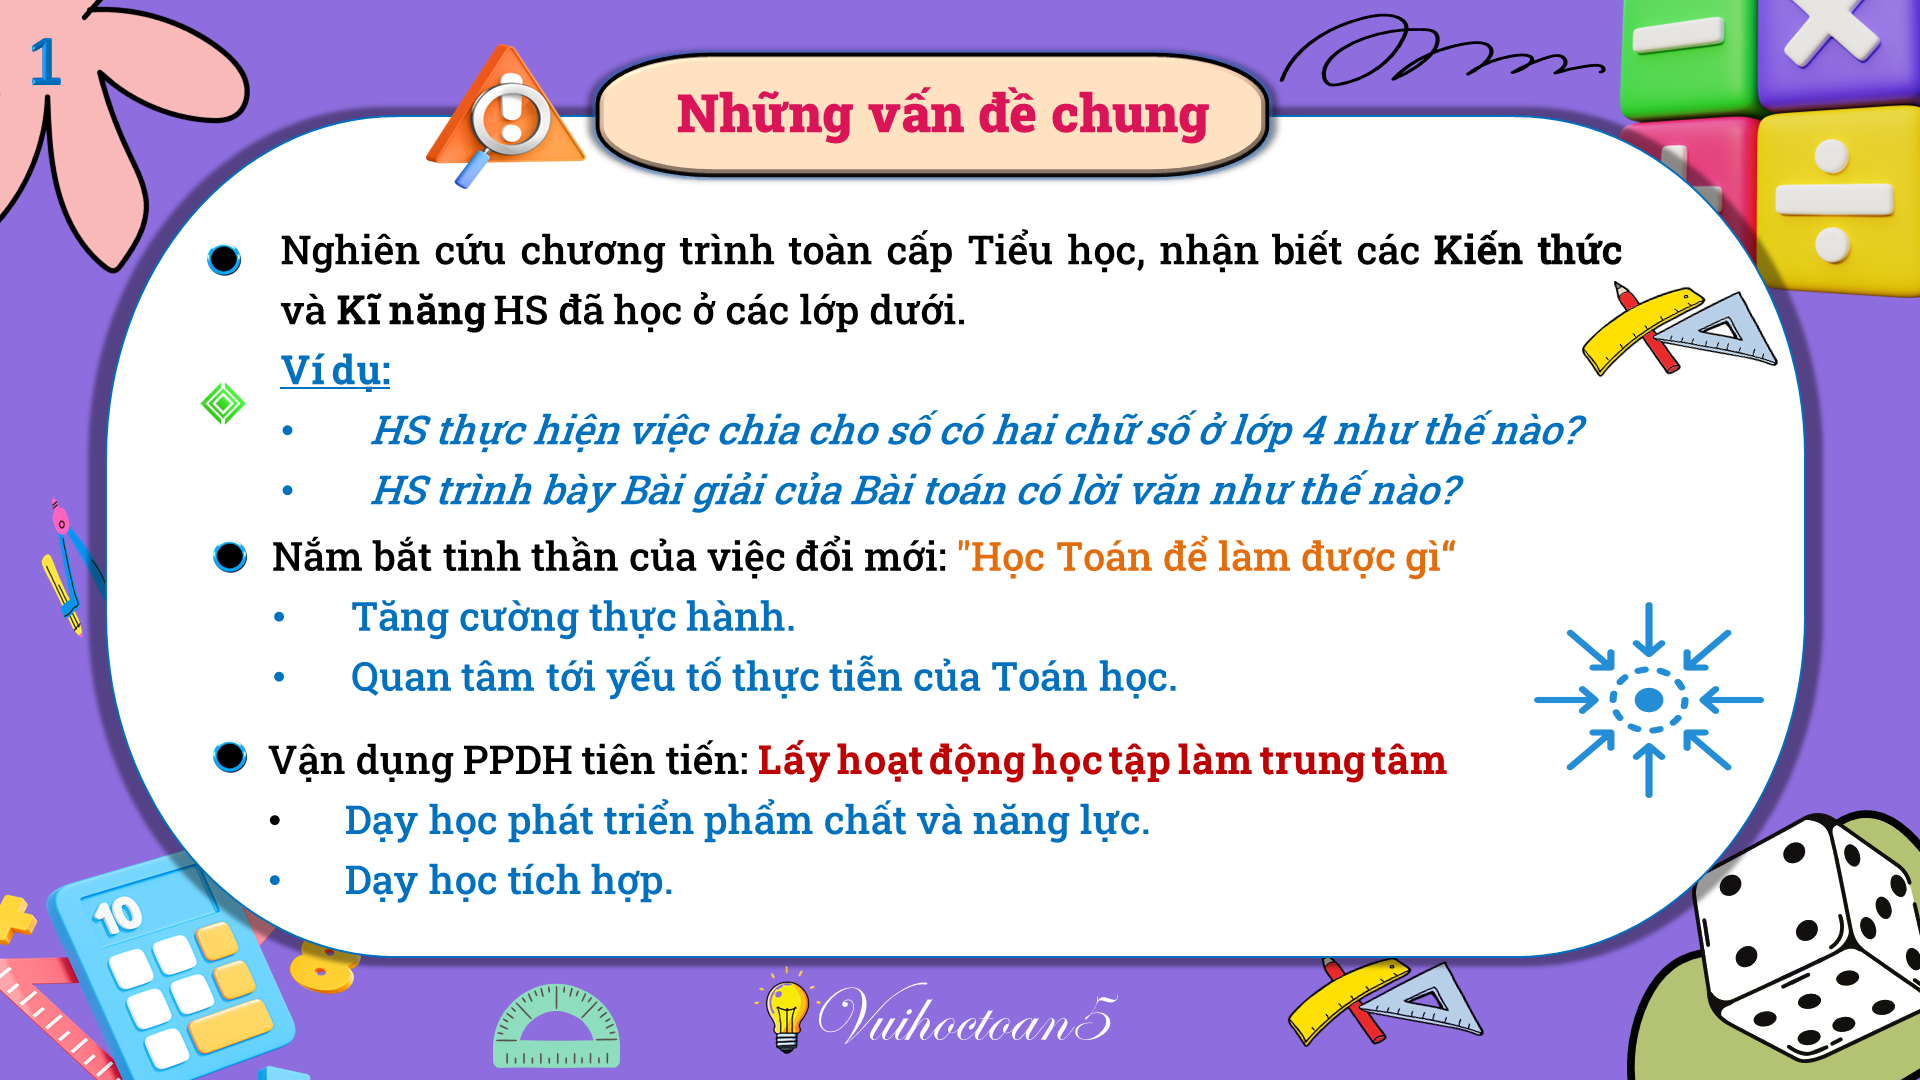 1
Những vấn đề chung
Nghiên cứu chương trình toàn cấp Tiểu học, nhận biết các Kiến thức
và Kĩ năng HS đã học ở các lớp dưới.
Ví dụ:
• HS thực hiện việc chia cho số có hai chữ số ở lớp 4 như thế nào?
• HS trình bày Bài giải của Bài toán có lời văn như thế nào?
Nắm bắt tinh thần của việc đổi mới: "Học Toán để làm được gì“
• Tăng cường thực hành.
• Quan tâm tới yếu tố thực tiễn của Toán học.
Vận dụng PPDH tiên tiến: Lấy hoạt động học tập làm trung tâm
• Dạy học phát triển phẩm chất và năng lực.
• Dạy học tích hợp.
10
8
Vuihoctoan5